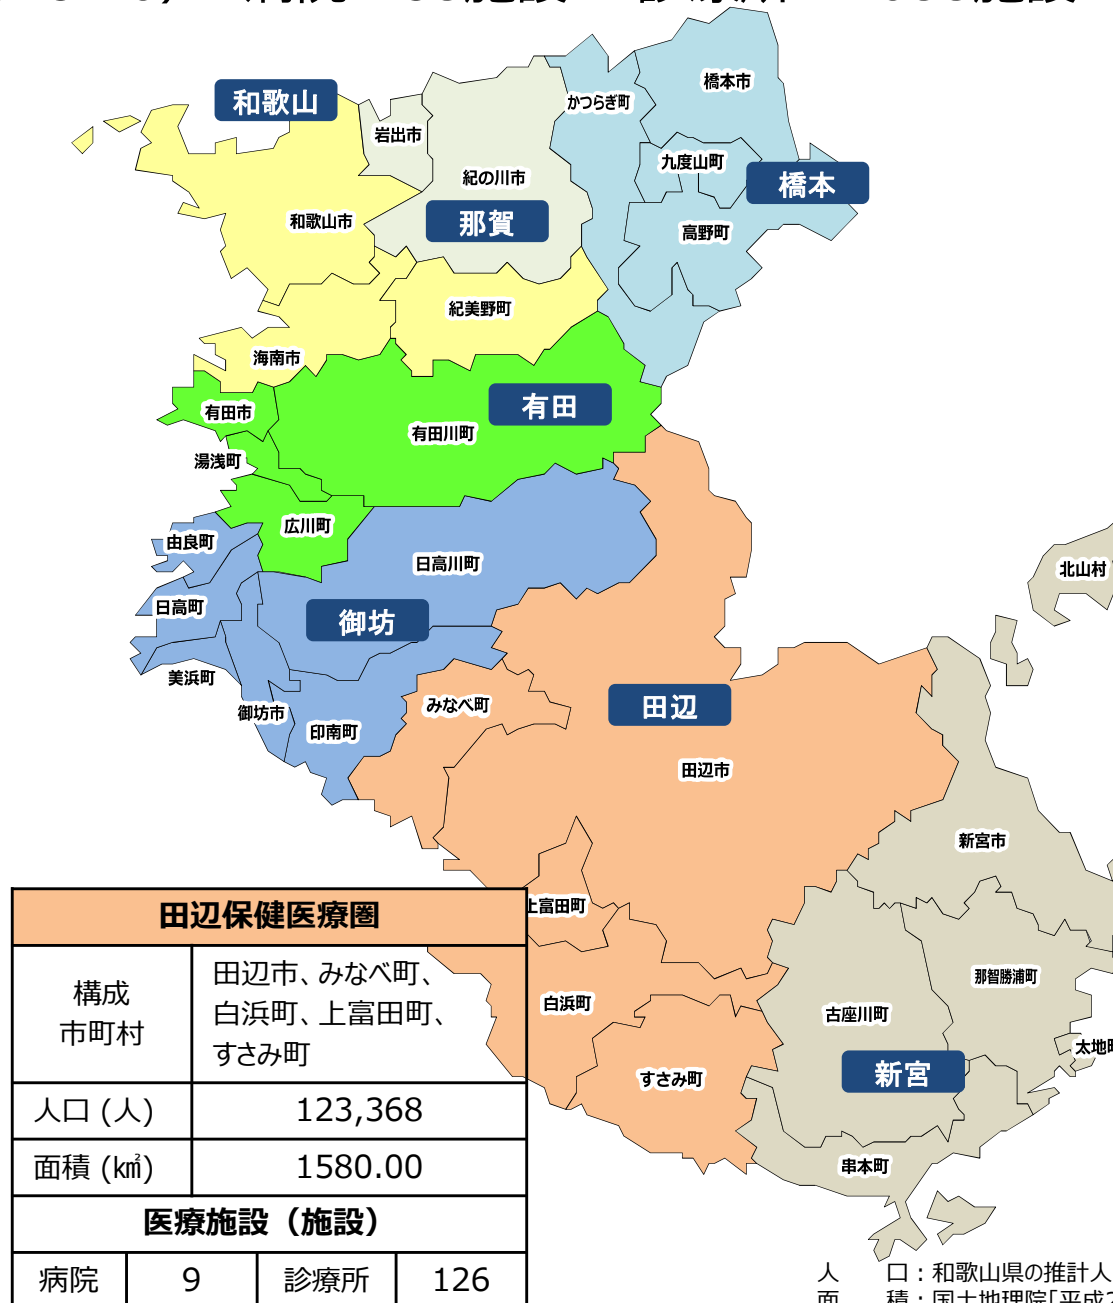 和歌山
橋本市
かつらぎ町
岩出市
九度山町
橋本
紀の川市
那賀
和歌山市
高野町
紀美野町
海南市
有田
有田市
有田川町
湯浅町
広川町
由良町
日高川町
北山村
日高町
御坊
美浜町
みなべ町
田辺
御坊市
印南町
田辺市
新宮市
上富田町
那智勝浦町
白浜町
古座川町
太地町
すさみ町
新宮
串本町
田辺保健医療圏
構成
市町村
田辺市、みなべ町、
白浜町、上富田町、
すさみ町
人口 (人) 123,368
面積 (k㎡) 1580.00
医療施設（施設）
病院 9 診療所 126
人 口：和歌山県の推計人
面 積：国土地理院「平成